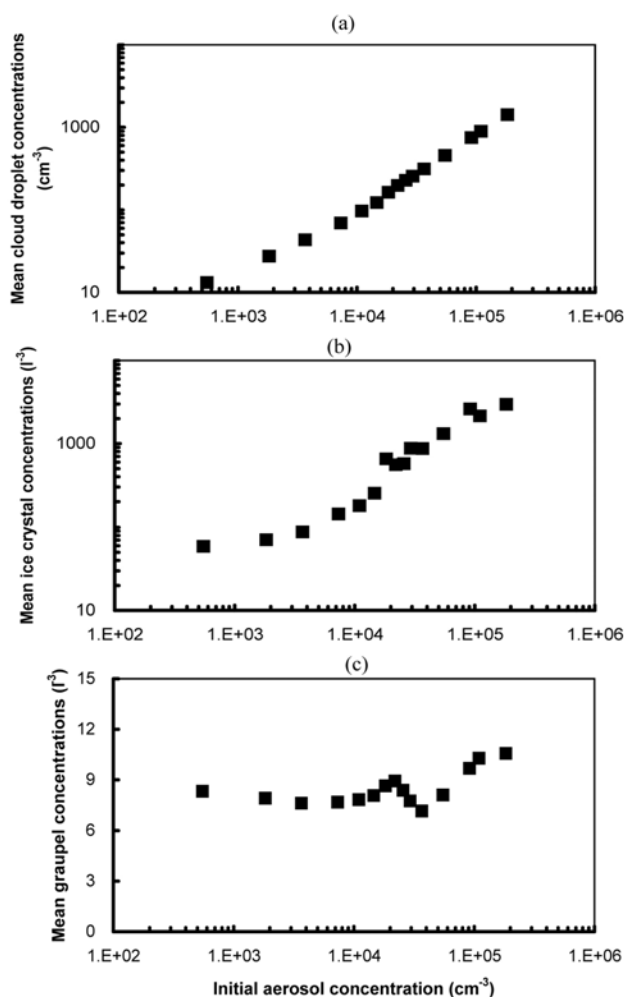 (a)
Mean cloud droplet concentrations
(cm⁻³)
1000
10
1.E+02 1.E+03 1.E+04 1.E+05 1.E+06
(b)
Mean ice crystal concentrations (l⁻³)
1000
10
1.E+02 1.E+03 1.E+04 1.E+05 1.E+06
(c)
Mean graupel concentrations (l⁻³)
15
12
9
6
3
0
1.E+02 1.E+03 1.E+04 1.E+05 1.E+06
Initial aerosol concentration (cm⁻³)